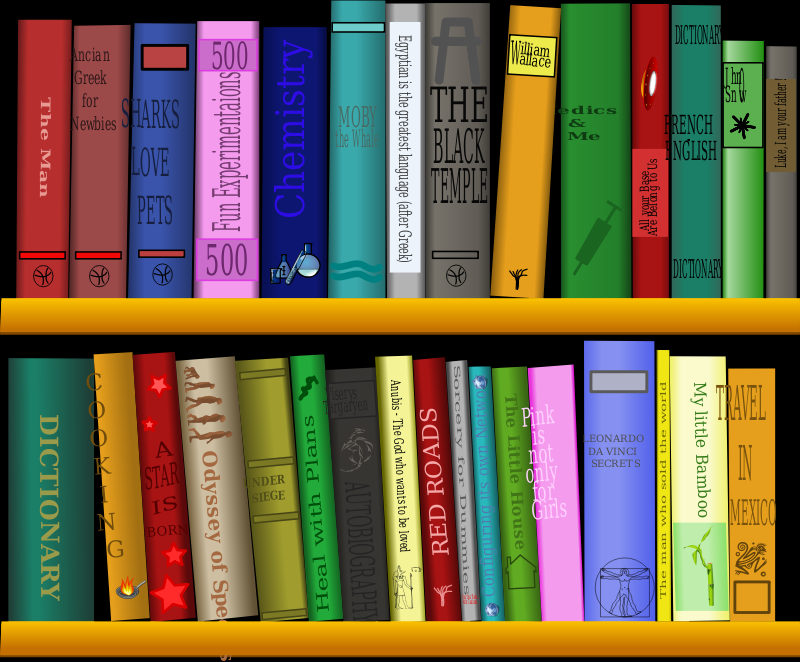 The Man
Ancian
Greek
for
Newbies
SHARKS
LOVE
PETS
500
Fun Experimentaions
500
Chemistry
MOBY
the Whale
Egyptian is the greatest language (after Greek)
THE
BLACK
TEMPLE
William
Wallace
edics
&
Me
All your Base
Are Belong to Us
DICTIONARY
FRENCH
ENGLISH
DICTIONARY
Luke, I am your father !
DICTIONARY
COOKING
A
STAR
IS
BORN
Odyssey of Spe
NDER
SIEGE
Heal with Plans
AUTOBIOGRAPHY
Anubis - The God who wants to be loved
RED ROADS
Sorcery for Dummies
The Little House
Pink
is
not
only
for
Girls
LEONARDO
DA VINCI
SECRETS
The man who sold the world
My little Bamboo
TRAVEL
IN
MEXICO